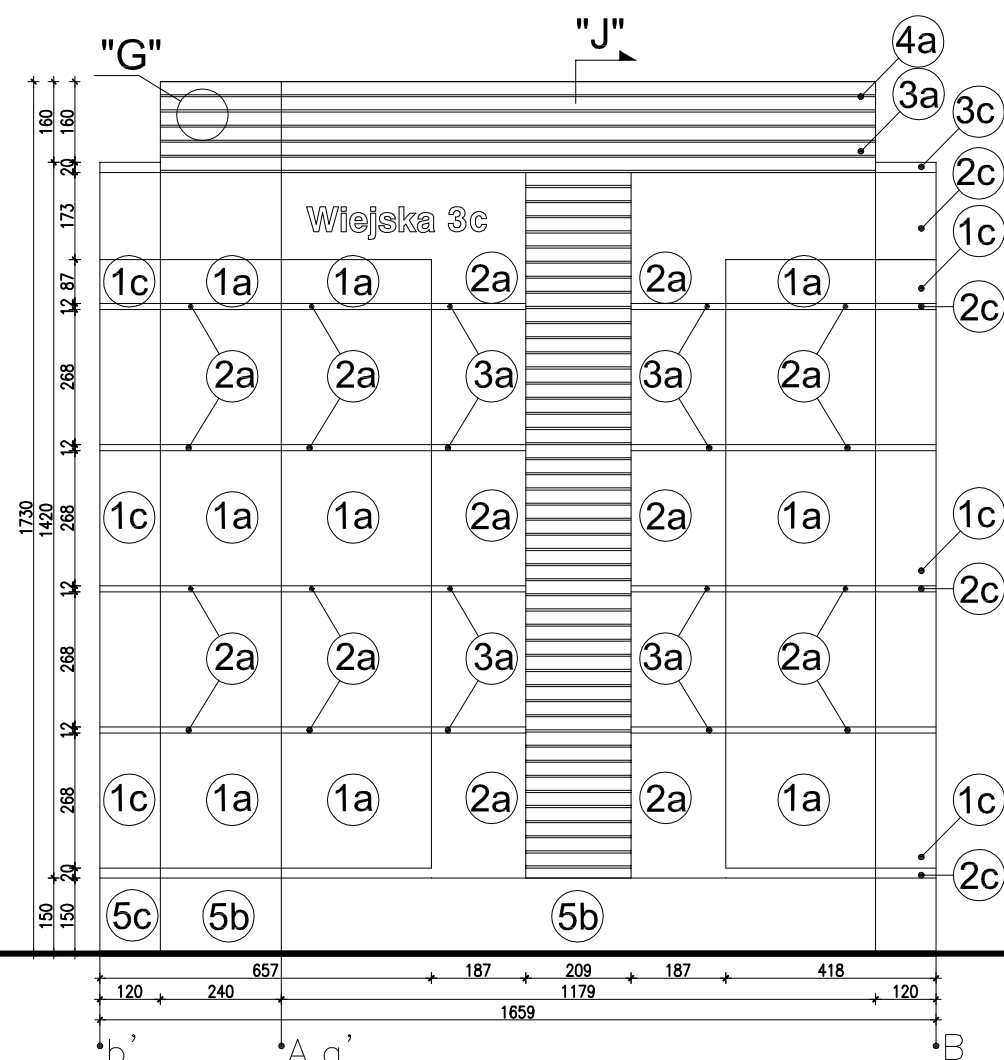 "G"
"J"
4a
3a
3c
2c
1c
2c
Wiejska 3c
1c 1a 1a 2a 2a 1a
2a 2a 3a 3a 2a
1c 1a 1a 2a 2a 1a
1c
2c
2a 2a 3a 3a 2a
1c 1a 1a 2a 2a 1a
1c
2c
5c 5b 5b
1730
1420
160
150
160
20
173
87
12
268
12
268
12
268
12
268
20
150
657 187 209 187 418
120 240 1179 120
1659
b' A a' B